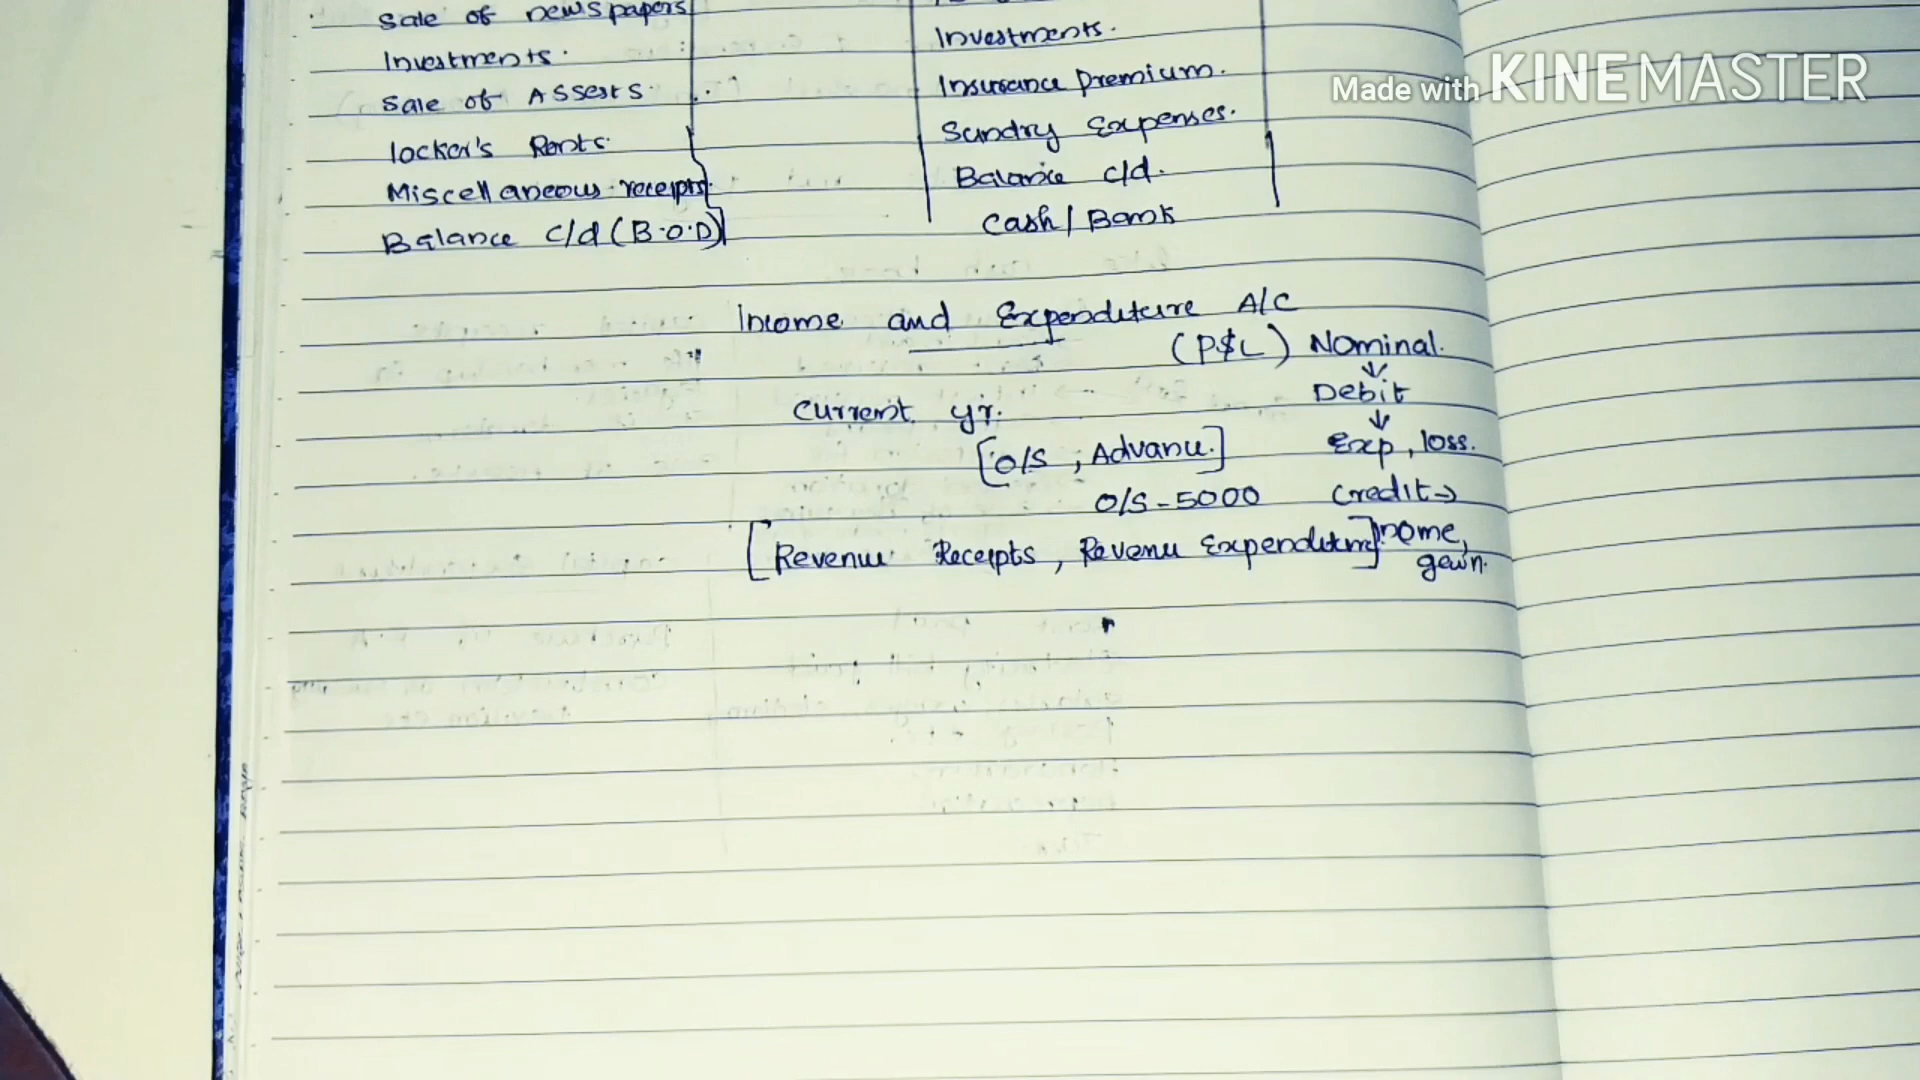 Sale of newspapers
Investments.
Sale of Assests.
locker's Rents.
Miscellaneous receipts.
Balance c/d (B.O.D)
Investments.
Insurance premium.
Sundry Expenses.
Balance c/d.
Cash/Bank
Made with KINEMASTER
Income and Expenditure A/C
(P$L) Nominal.
Debit
Current yr.
[O/S, Advance.] Exp, loss.
O/S - 5000 Credit →
[Revenue Receipts, Revenue Expenditure] Income,
gain.